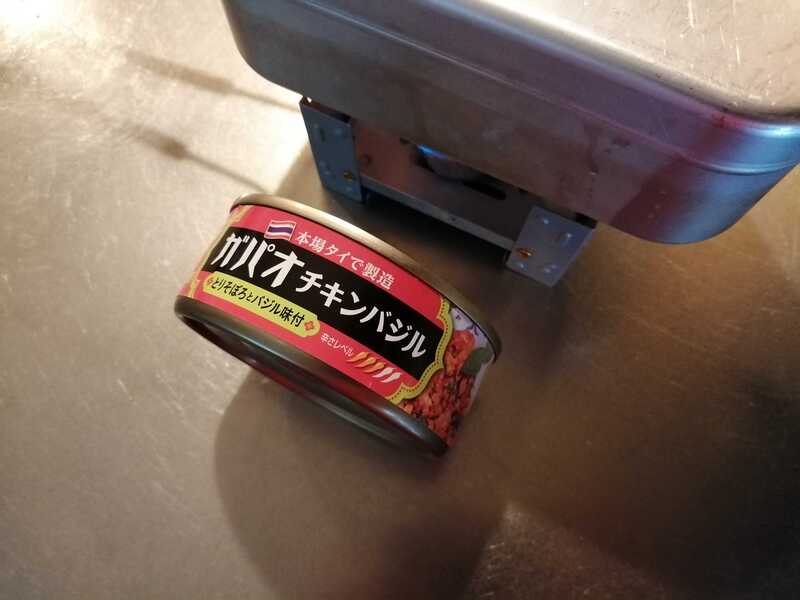 本場タイで製造
ガパオ チキンバジル
とりそぼろとバジル味付
辛さレベル